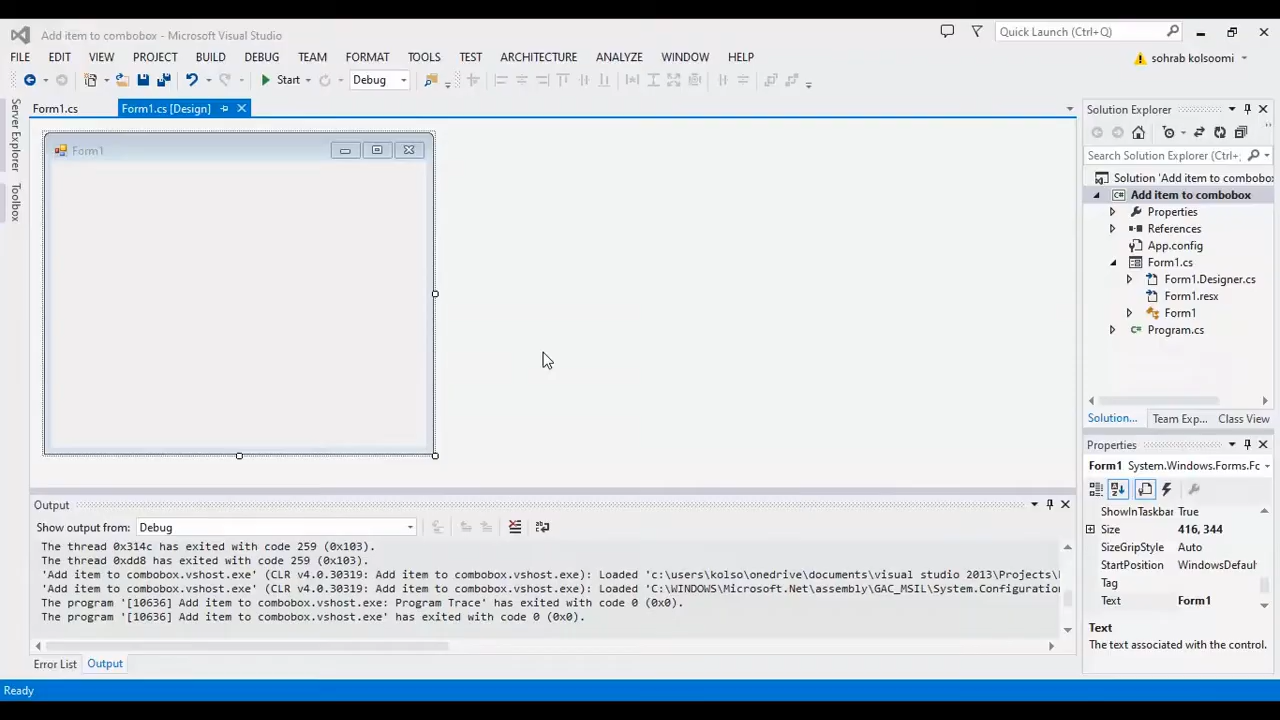 Add item to combobox - Microsoft Visual Studio
Quick Launch (Ctrl+Q)
FILE EDIT VIEW PROJECT BUILD DEBUG TEAM FORMAT TOOLS TEST ARCHITECTURE ANALYZE WINDOW HELP
sohrab kolsoomi
Start Debug
Server Explorer
Toolbox
Form1.cs Form1.cs [Design]
Form1
Solution Explorer
Search Solution Explorer (Ctrl+;
Solution 'Add item to combobo
Add item to combobox
Properties
References
App.config
Form1.cs
Form1.Designer.cs
Form1.resx
Form1
Program.cs
Solution... Team Exp... Class View
Properties
Form1 System.Windows.Forms.Fc
ShowInTaskbar True
Size 416, 344
SizeGripStyle Auto
StartPosition WindowsDefaul
Tag
Text Form1
Text
The text associated with the control.
Output
Show output from: Debug
The thread 0x314c has exited with code 259 (0x103).
The thread 0xdd8 has exited with code 259 (0x103).
'Add item to combobox.vshost.exe' (CLR v4.0.30319: Add item to combobox.vshost.exe): Loaded 'c:\users\kolso\onedrive\documents\visual studio 2013\Projects\
'Add item to combobox.vshost.exe' (CLR v4.0.30319: Add item to combobox.vshost.exe): Loaded 'C:\WINDOWS\Microsoft.Net\assembly\GAC_MSIL\System.Configuration
The program '[10636] Add item to combobox.vshost.exe: Program Trace' has exited with code 0 (0x0).
The program '[10636] Add item to combobox.vshost.exe' has exited with code 0 (0x0).
Error List Output
Ready